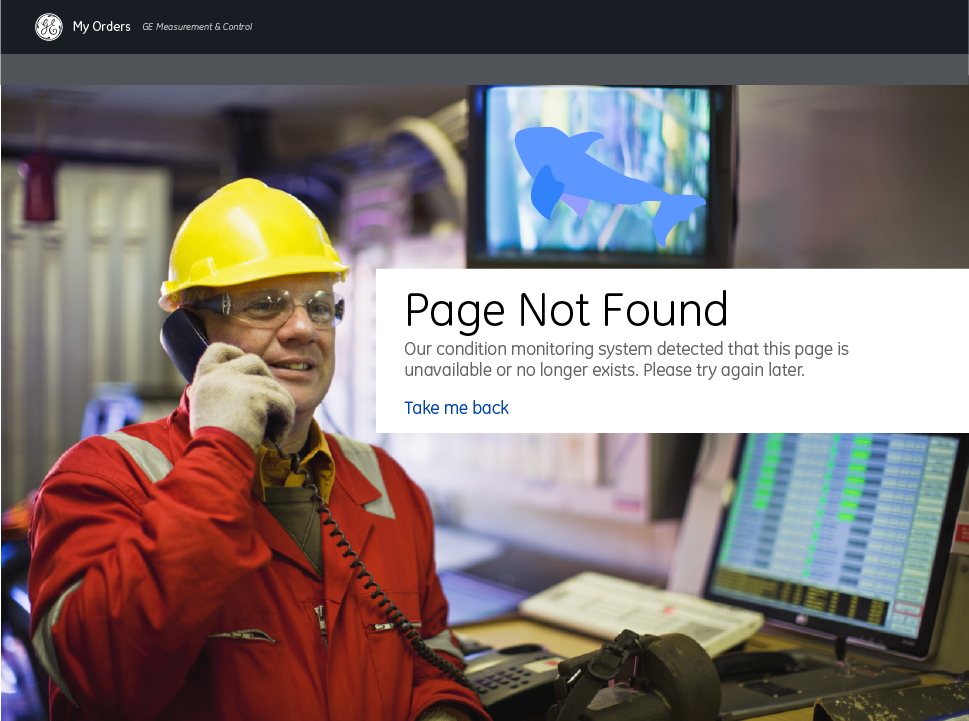 GE
My Orders GE Measurement & Control
Page Not Found
Our condition monitoring system detected that this page is
unavailable or no longer exists. Please try again later.
Take me back